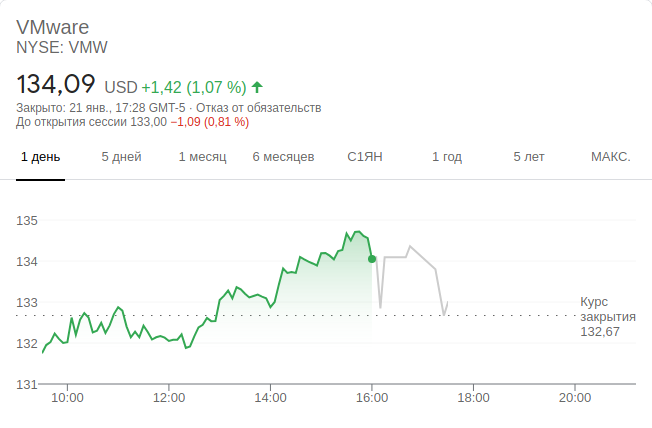 VMware
NYSE: VMW
134,09 USD +1,42 (1,07 %)
Закрыто: 21 янв., 17:28 GMT-5 · Отказ от обязательств
До открытия сессии 133,00 −1,09 (0,81 %)
1 день 5 дней 1 месяц 6 месяцев С1ЯН 1 год 5 лет МАКС.
135
134
133
Курс
закрытия
132,67
132
131
10:00 12:00 14:00 16:00 18:00 20:00